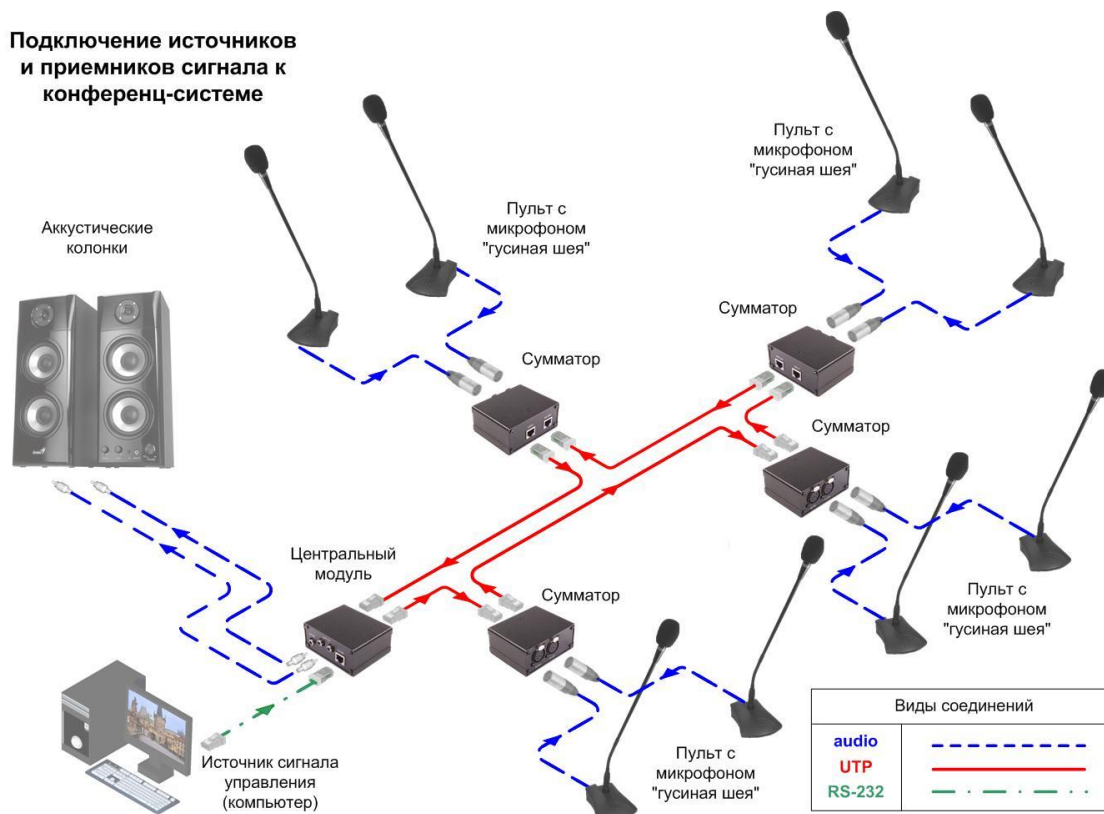 Подключение источников
и приемников сигнала к
конференц-системе
Пульт с
микрофоном
"гусиная шея"
Пульт с
микрофоном
"гусиная шея"
Аккустические
колонки
Сумматор
Сумматор
Сумматор
Центральный
модуль
Сумматор
Пульт с
микрофоном
"гусиная шея"
Пульт с
микрофоном
"гусиная шея"
Источник сигнала
управления
(компьютер)
Виды соединений
audio
UTP
RS-232